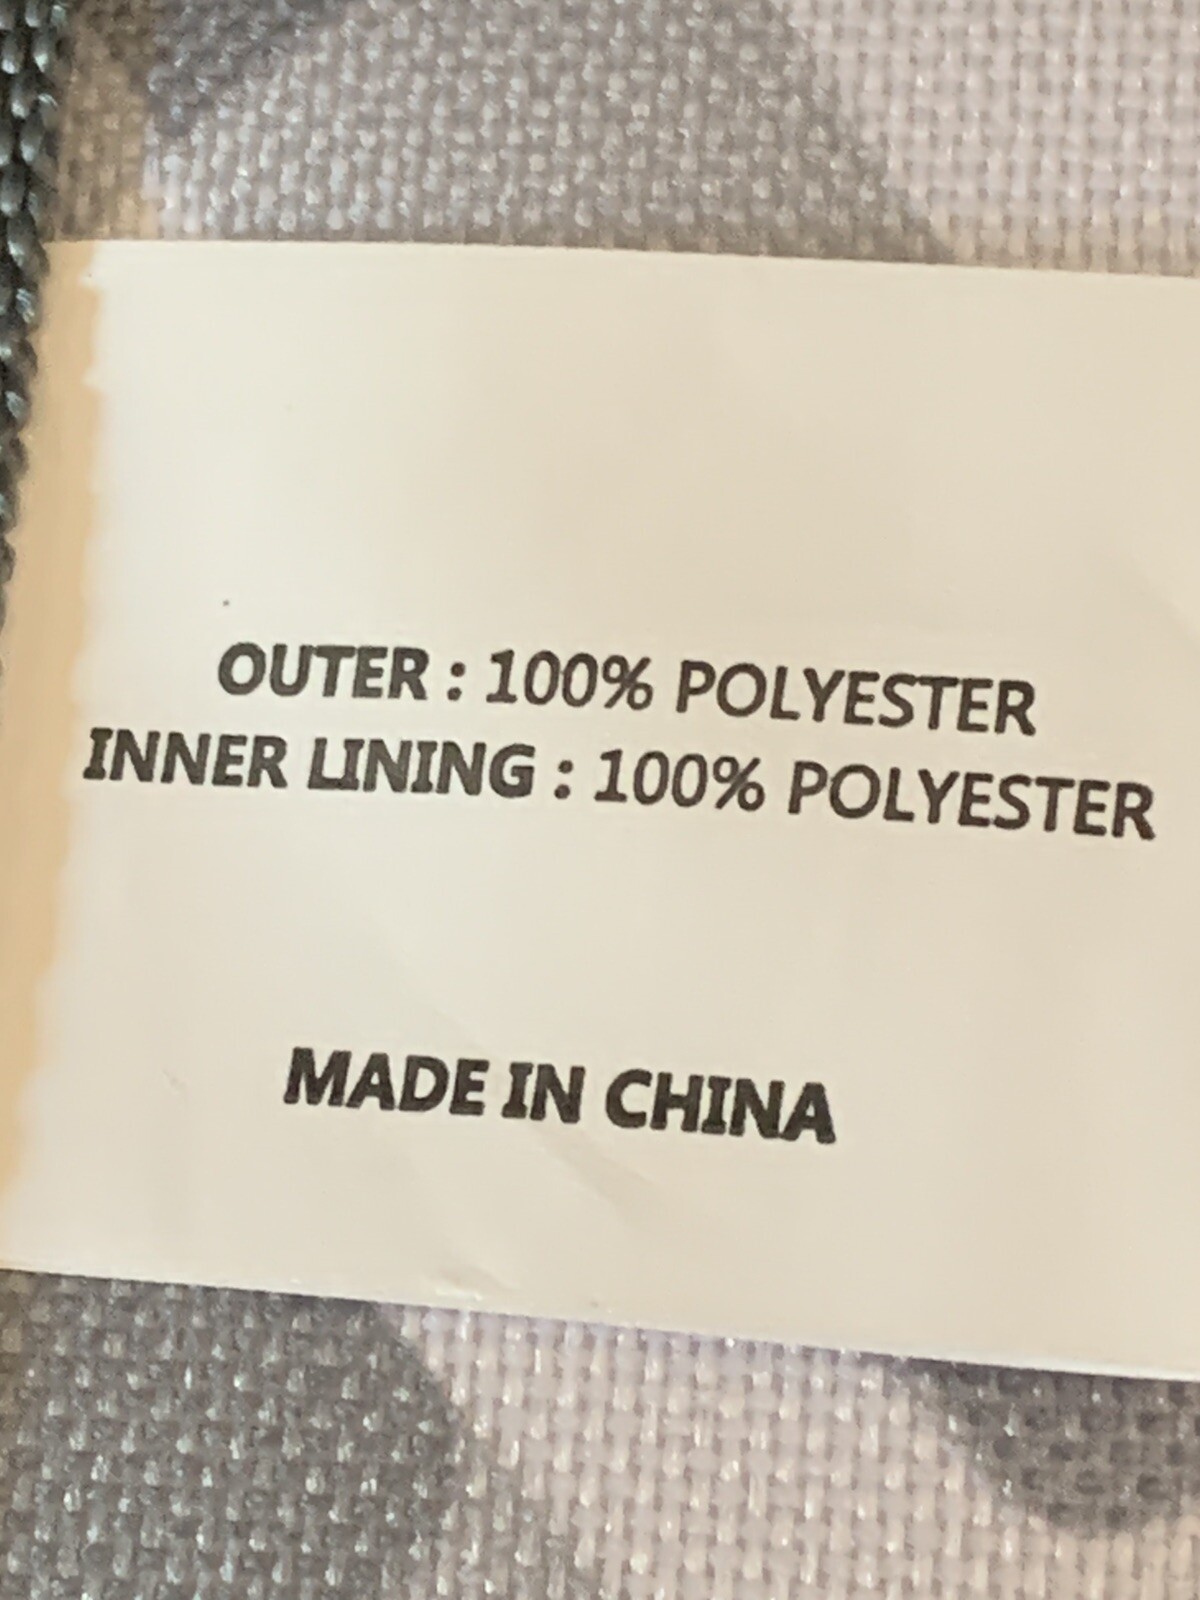 OUTER : 100% POLYESTER
INNER LINING : 100% POLYESTER
MADE IN CHINA